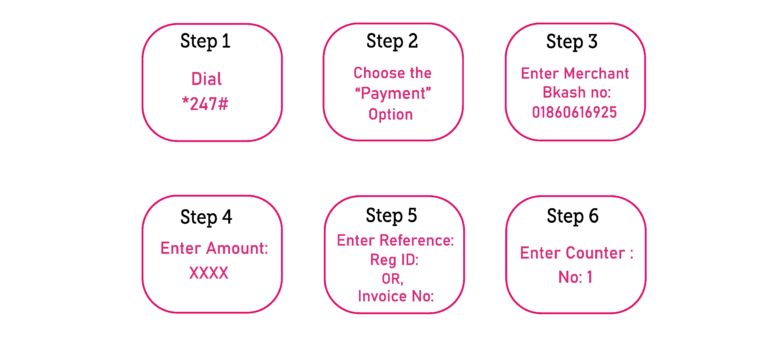 Step 1
Dial
*247#
Step 2
Choose the
“Payment”
Option
Step 3
Enter Merchant
Bkash no:
01860616925
Step 4
Enter Amount:
XXXX
Step 5
Enter Reference:
Reg ID:
OR,
Invoice No:
Step 6
Enter Counter :
No: 1